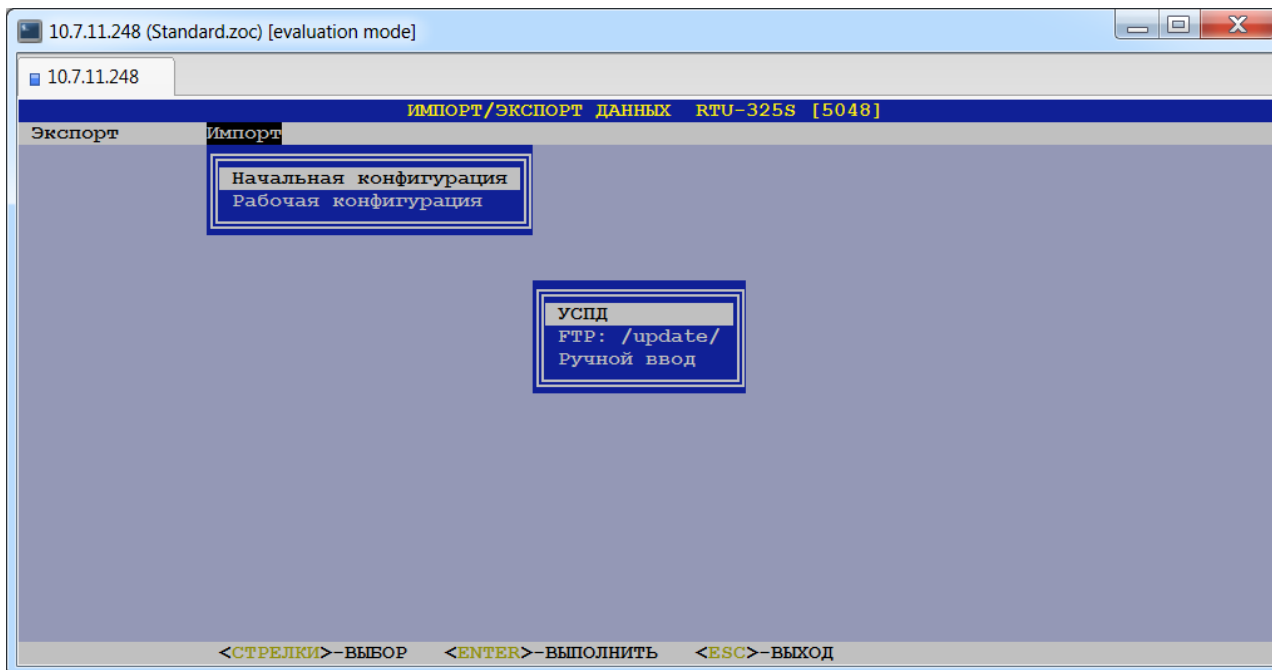 10.7.11.248 (Standard.zoc) [evaluation mode]
10.7.11.248
ИМПОРТ/ЭКСПОРТ ДАННЫХ RTU-325S [5048]
Экспорт Импорт
Начальная конфигурация
Рабочая конфигурация
УСПД
FTP: /update/
Ручной ввод
<СТРЕЛКИ>-ВЫБОР <ENTER>-ВЫПОЛНИТЬ <ESC>-ВЫХОД